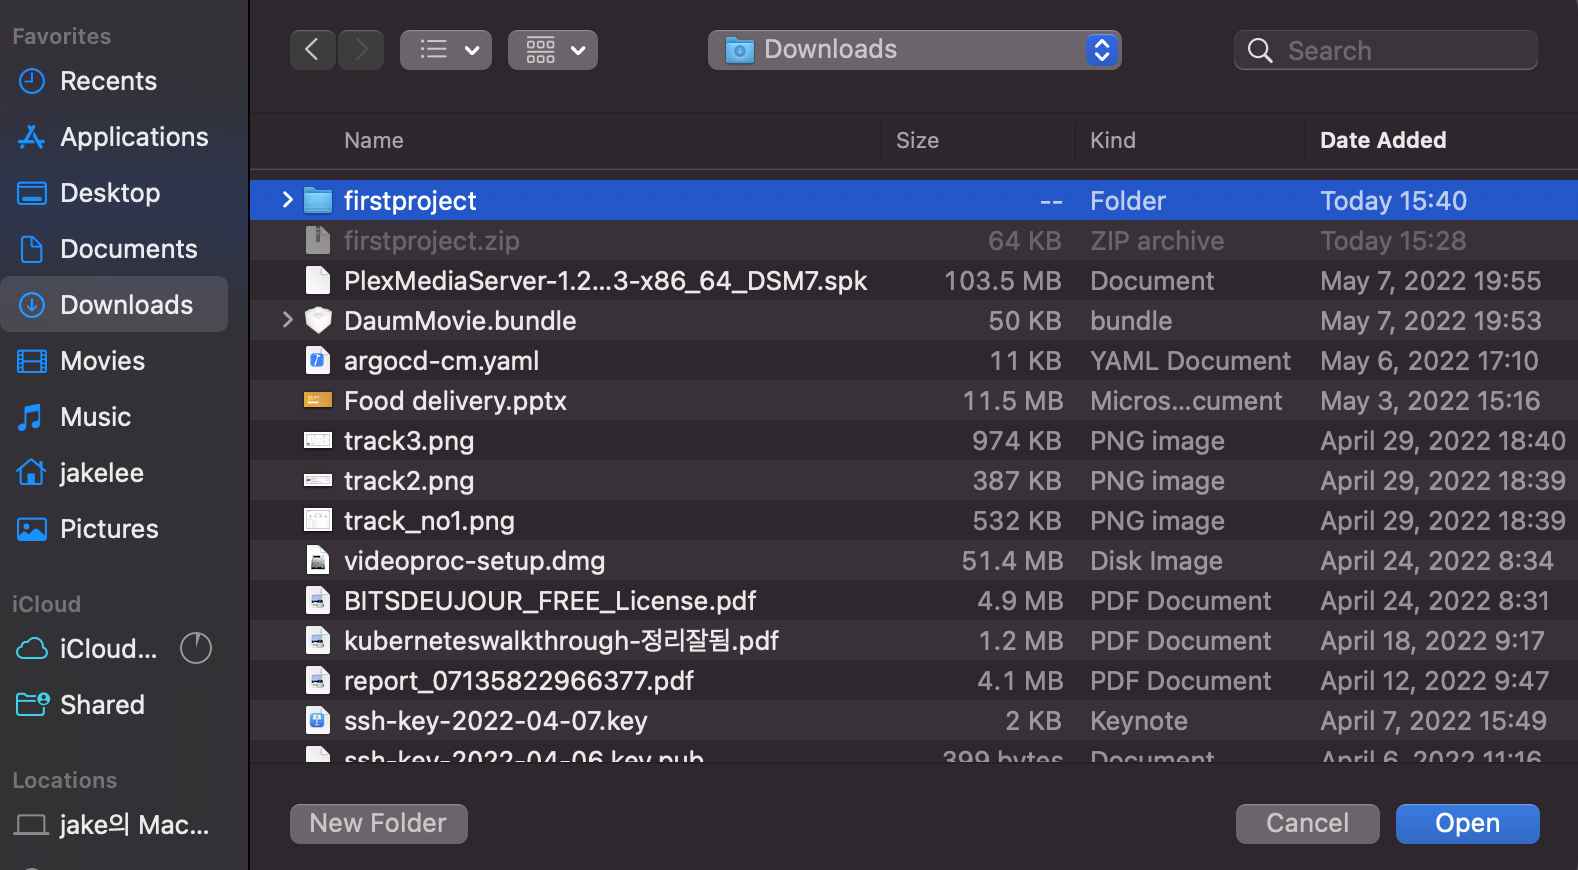 Favorites
Recents
Applications
Desktop
Documents
Downloads
Movies
Music
jakelee
Pictures
iCloud
iCloud...
Shared
Locations
jake의 Mac...
Downloads
Search
Name Size Kind Date Added
firstproject -- Folder Today 15:40
firstproject.zip 64 KB ZIP archive Today 15:28
PlexMediaServer-1.2...3-x86_64_DSM7.spk 103.5 MB Document May 7, 2022 19:55
DaumMovie.bundle 50 KB bundle May 7, 2022 19:53
argocd-cm.yaml 11 KB YAML Document May 6, 2022 17:10
Food delivery.pptx 11.5 MB Micros...cument May 3, 2022 15:16
track3.png 974 KB PNG image April 29, 2022 18:40
track2.png 387 KB PNG image April 29, 2022 18:39
track_no1.png 532 KB PNG image April 29, 2022 18:39
videoproc-setup.dmg 51.4 MB Disk Image April 24, 2022 8:34
BITSDEUJOUR_FREE_License.pdf 4.9 MB PDF Document April 24, 2022 8:31
kuberneteswalkthrough-정리잘됨.pdf 1.2 MB PDF Document April 18, 2022 9:17
report_07135822966377.pdf 4.1 MB PDF Document April 12, 2022 9:47
ssh-key-2022-04-07.key 2 KB Keynote April 7, 2022 15:49
ssh-key-2022-04-06.key.pub 399 bytes Document April 6, 2022 11:16
New Folder Cancel Open